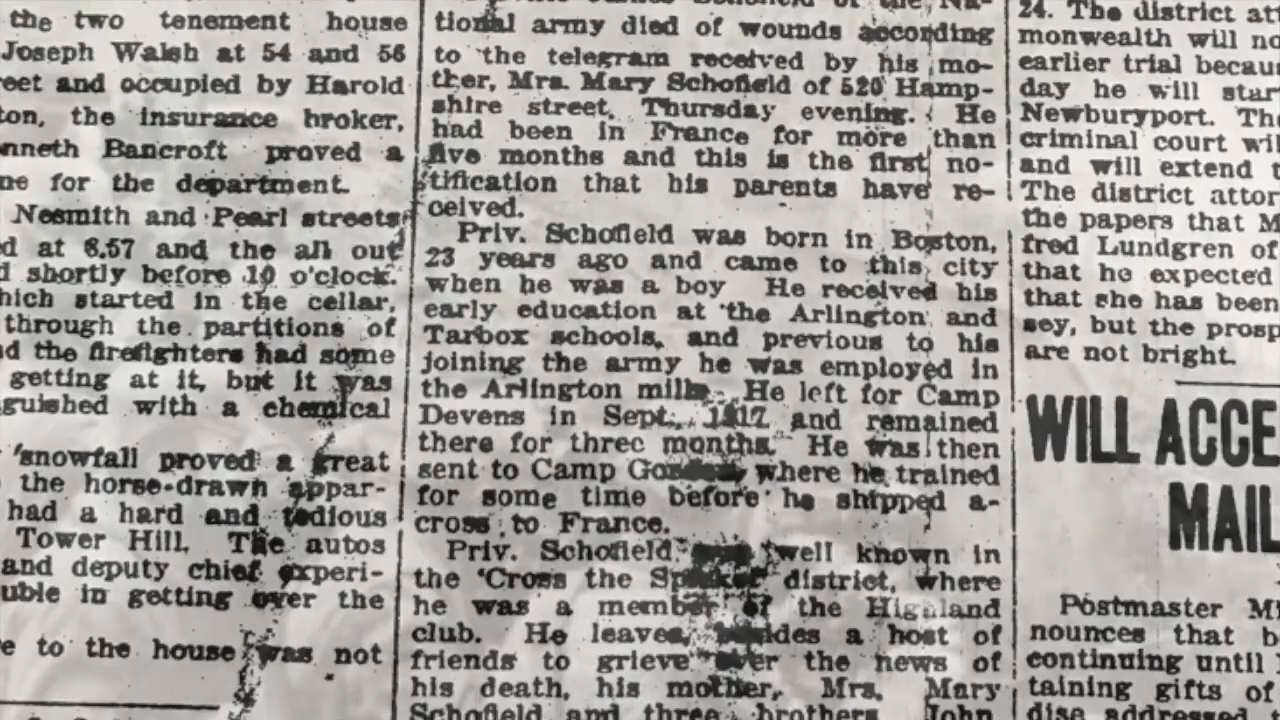 the two tenement house
Joseph Walsh at 54 and 56
eet and occupied by Harold
ton, the insurance broker,
nneth Bancroft proved a
ne for the department.
Nesmith and Pearl streets
d at 8.57 and the all out
d shortly before 10 o'clock.
hich started in the cellar,
through the partitions of
d the firefighters had some
getting at it, but it was
guished with a chemical
snowfall proved a great
the horse-drawn appar-
had a hard and tedious
Tower Hill. The autos
and deputy chief experi-
uble in getting over the
e to the house was not
tional army died of wounds according
to the telegram received by his mo-
ther, Mrs. Mary Schofield of 520 Hamp-
shire street, Thursday evening. He
had been in France for more than
five months and this is the first no-
tification that his parents have re-
ceived.
Priv. Schofield was born in Boston,
23 years ago and came to this city
when he was a boy He received his
early education at the Arlington and
Tarbox schools, and previous to his
joining the army he was employed in
the Arlington mills. He left for Camp
Devens in Sept., 1917 and remained
there for three months. He was then
sent to Camp where he trained
for some time before he shipped a-
cross to France.
Priv. Schofield well known in
the 'Cross the district, where
he was a member of the Highland
club. He leaves, besides a host of
friends to grieve over the news of
his death, his mother, Mrs. Mary
Schofield and three brothers, John,
24. The district att
monwealth will no
earlier trial becau
day he will star
Newburyport. Th
criminal court wil
and will extend t
The district attor
the papers that M
fred Lundgren of
that he expected
that she has been
sey, but the prosp
are not bright.
WILL ACCE
MAIL
Postmaster M
nounces that b
continuing until
taining gifts of
dise addressed